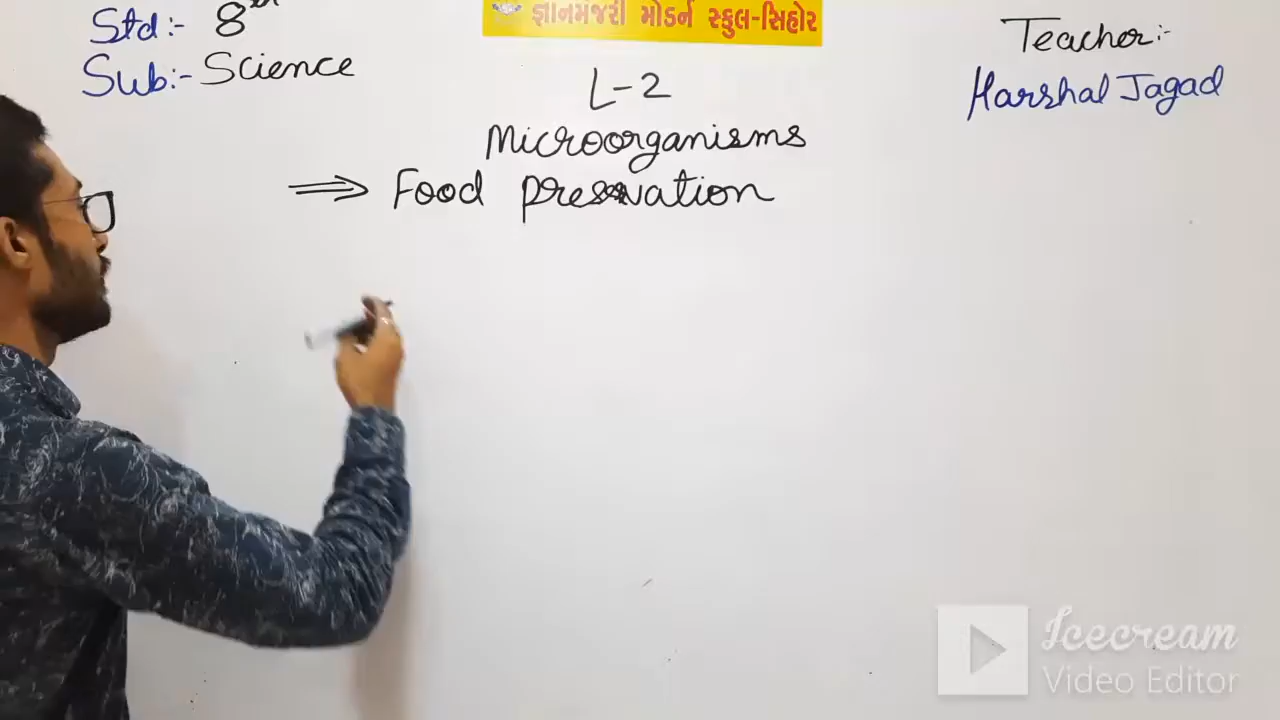 Std:- 8th
Sub:- Science
જ્ઞાનમંજરી મોડર્ન સ્કુલ-સિહોર
L-2
Microorganisms
⇒ Food preservation
Teacher:-
Harshal Jagad
Icecream
Video Editor